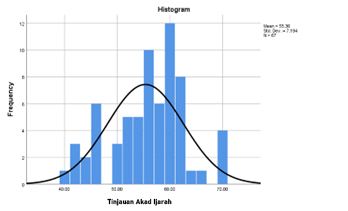 Histogram
Mean = 55,36
Std. Dev. = 7,194
N = 67
Frequency
12
10
8
6
4
2
0
40,00
50,00
60,00
70,00
Tinjauan Akad Ijarah